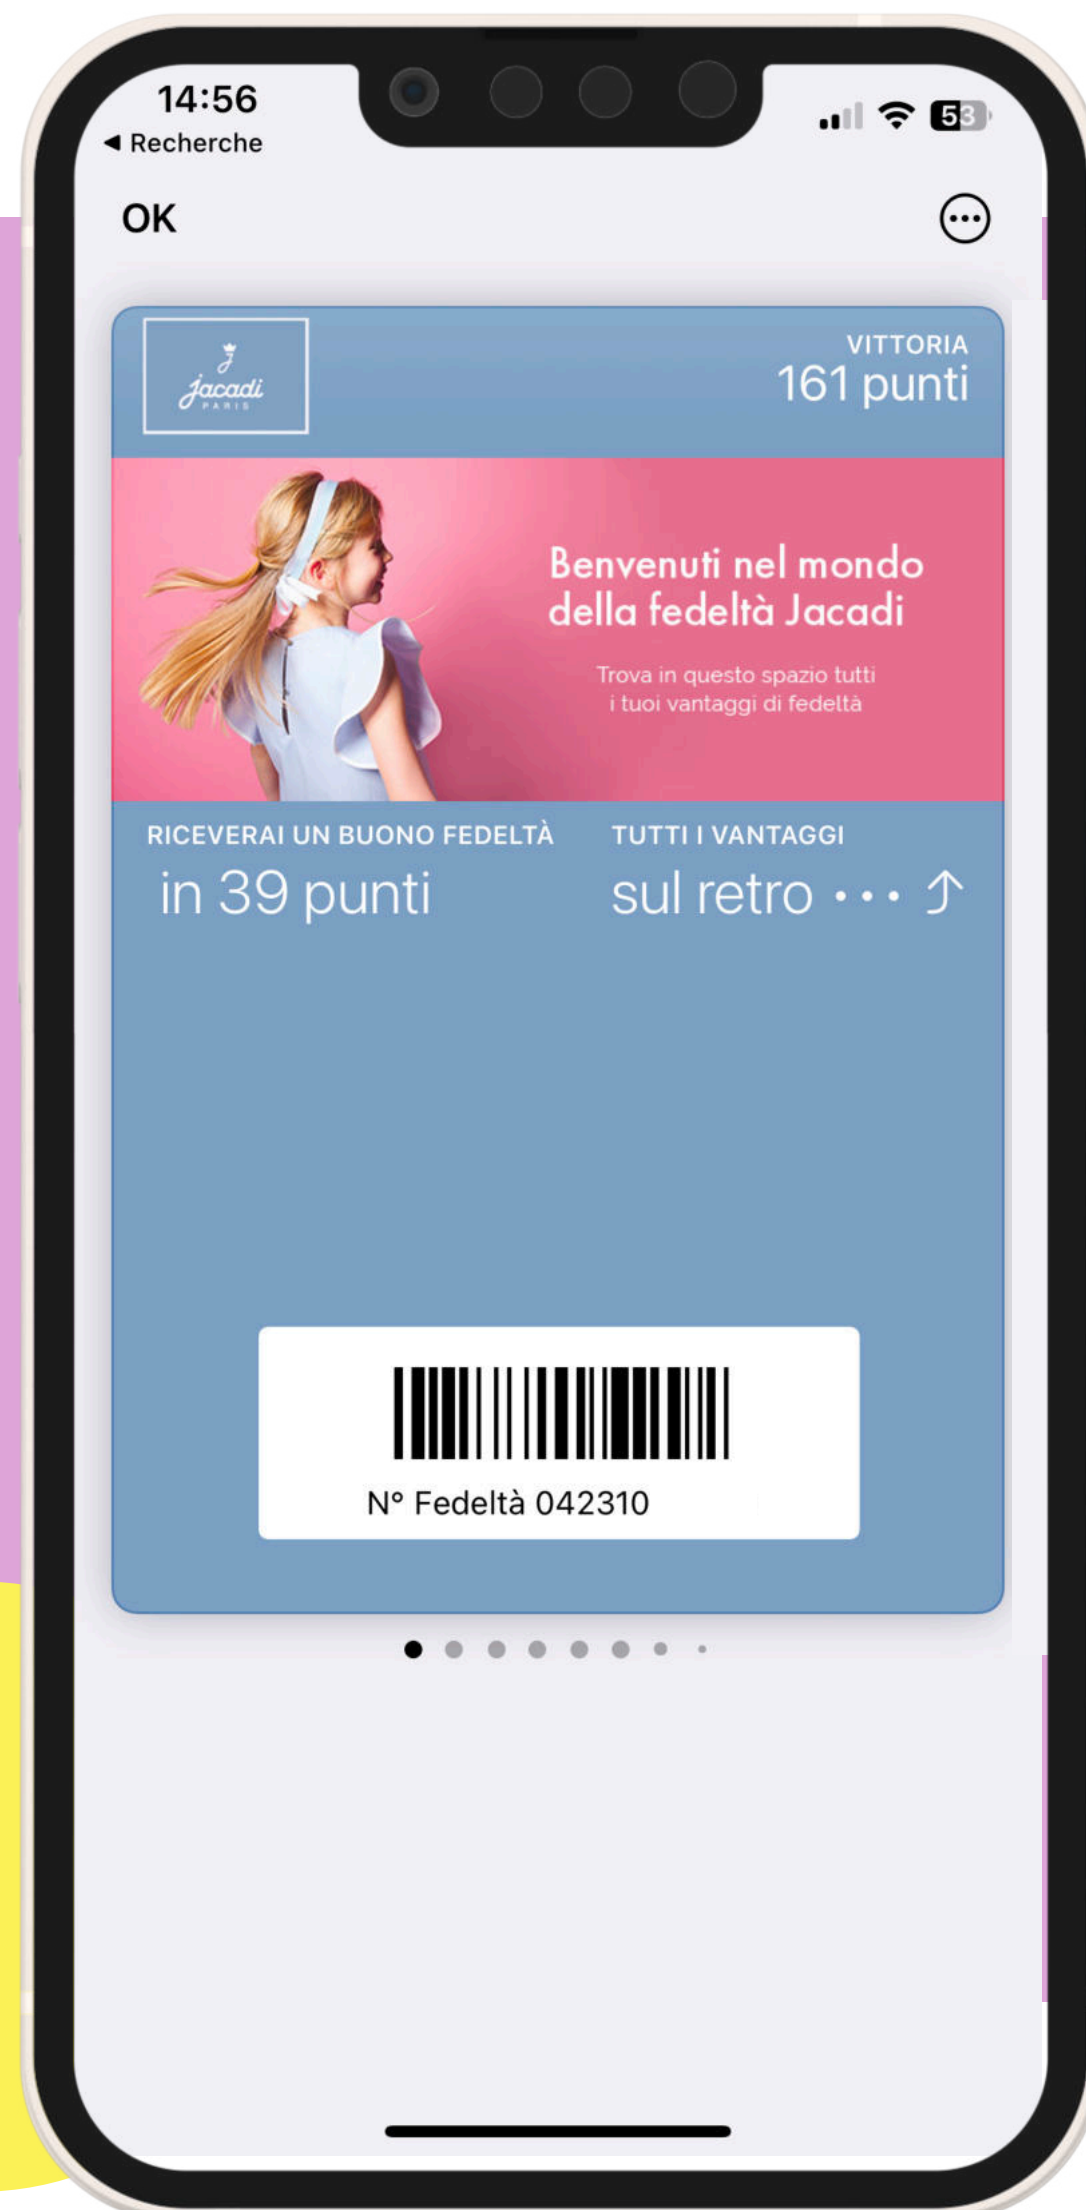 14:56
53
◀ Recherche
OK
jacadi
PARIS
VITTORIA
161 punti
Benvenuti nel mondo
della fedeltà Jacadi
Trova in questo spazio tutti
i tuoi vantaggi di fedeltà
RICEVERAI UN BUONO FEDELTÀ
in 39 punti
TUTTI I VANTAGGI
sul retro ••• ⤴
N° Fedeltà 042310